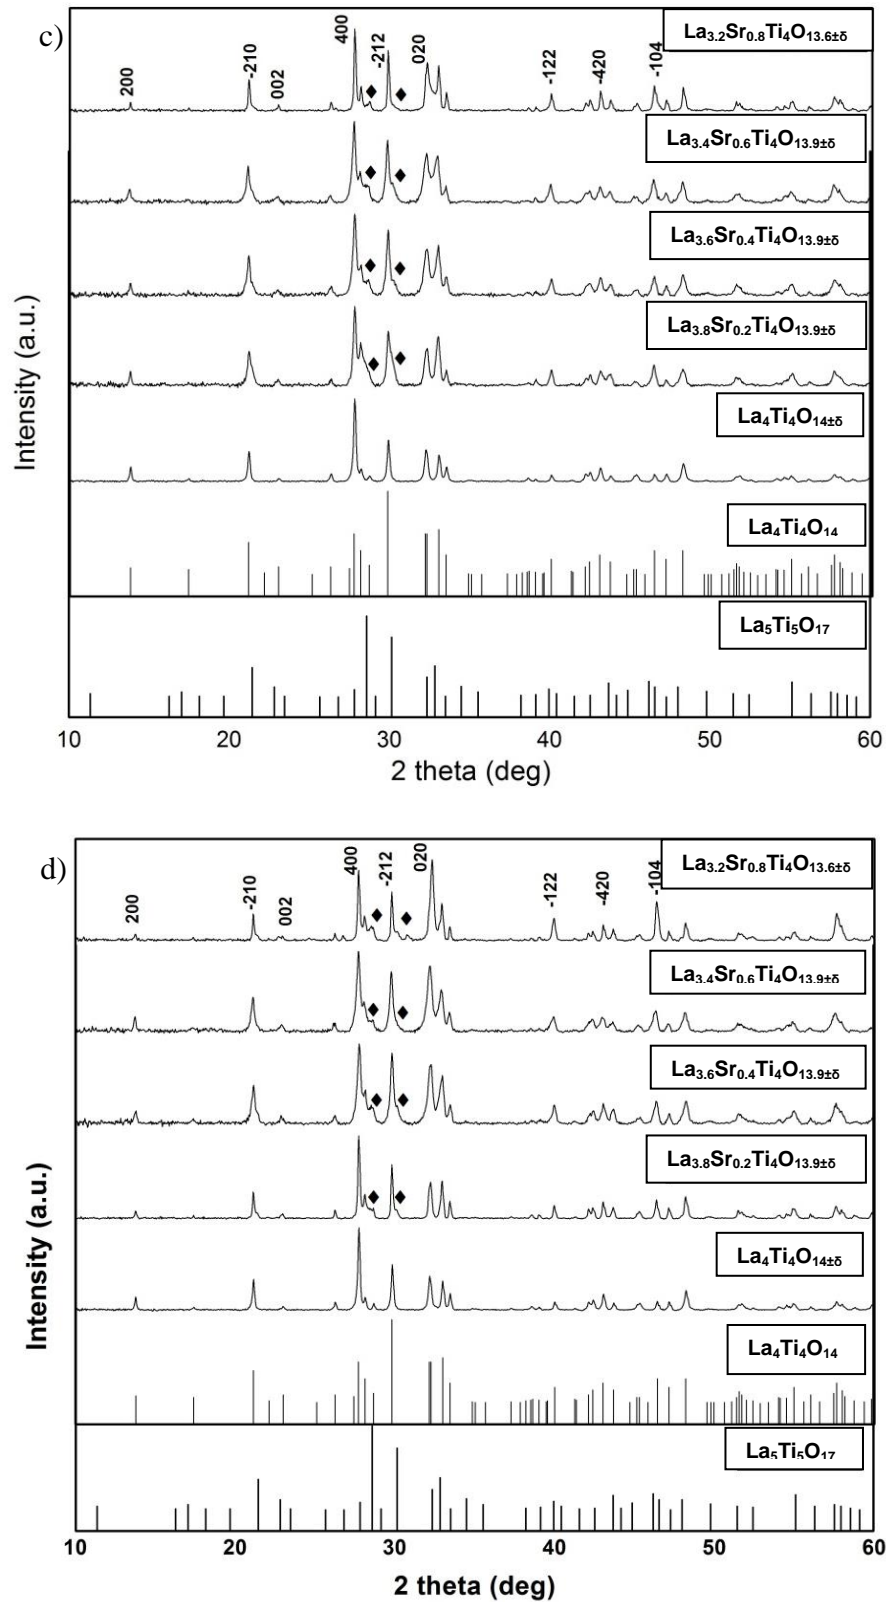 c)
La3.2Sr0.8Ti4O13.6±δ
200
-210
002
400
-212
020
-122
-420
-104
La3.4Sr0.6Ti4O13.9±δ
La3.6Sr0.4Ti4O13.9±δ
La3.8Sr0.2Ti4O13.9±δ
La4Ti4O14±δ
La4Ti4O14
La5Ti5O17
Intensity (a.u.)
10 20 30 40 50 60
2 theta (deg)
d)
La3.2Sr0.8Ti4O13.6±δ
200
-210
002
400
-212
020
-122
-420
-104
La3.4Sr0.6Ti4O13.9±δ
La3.6Sr0.4Ti4O13.9±δ
La3.8Sr0.2Ti4O13.9±δ
La4Ti4O14±δ
La4Ti4O14
La5Ti5O17
Intensity (a.u.)
10 20 30 40 50 60
2 theta (deg)